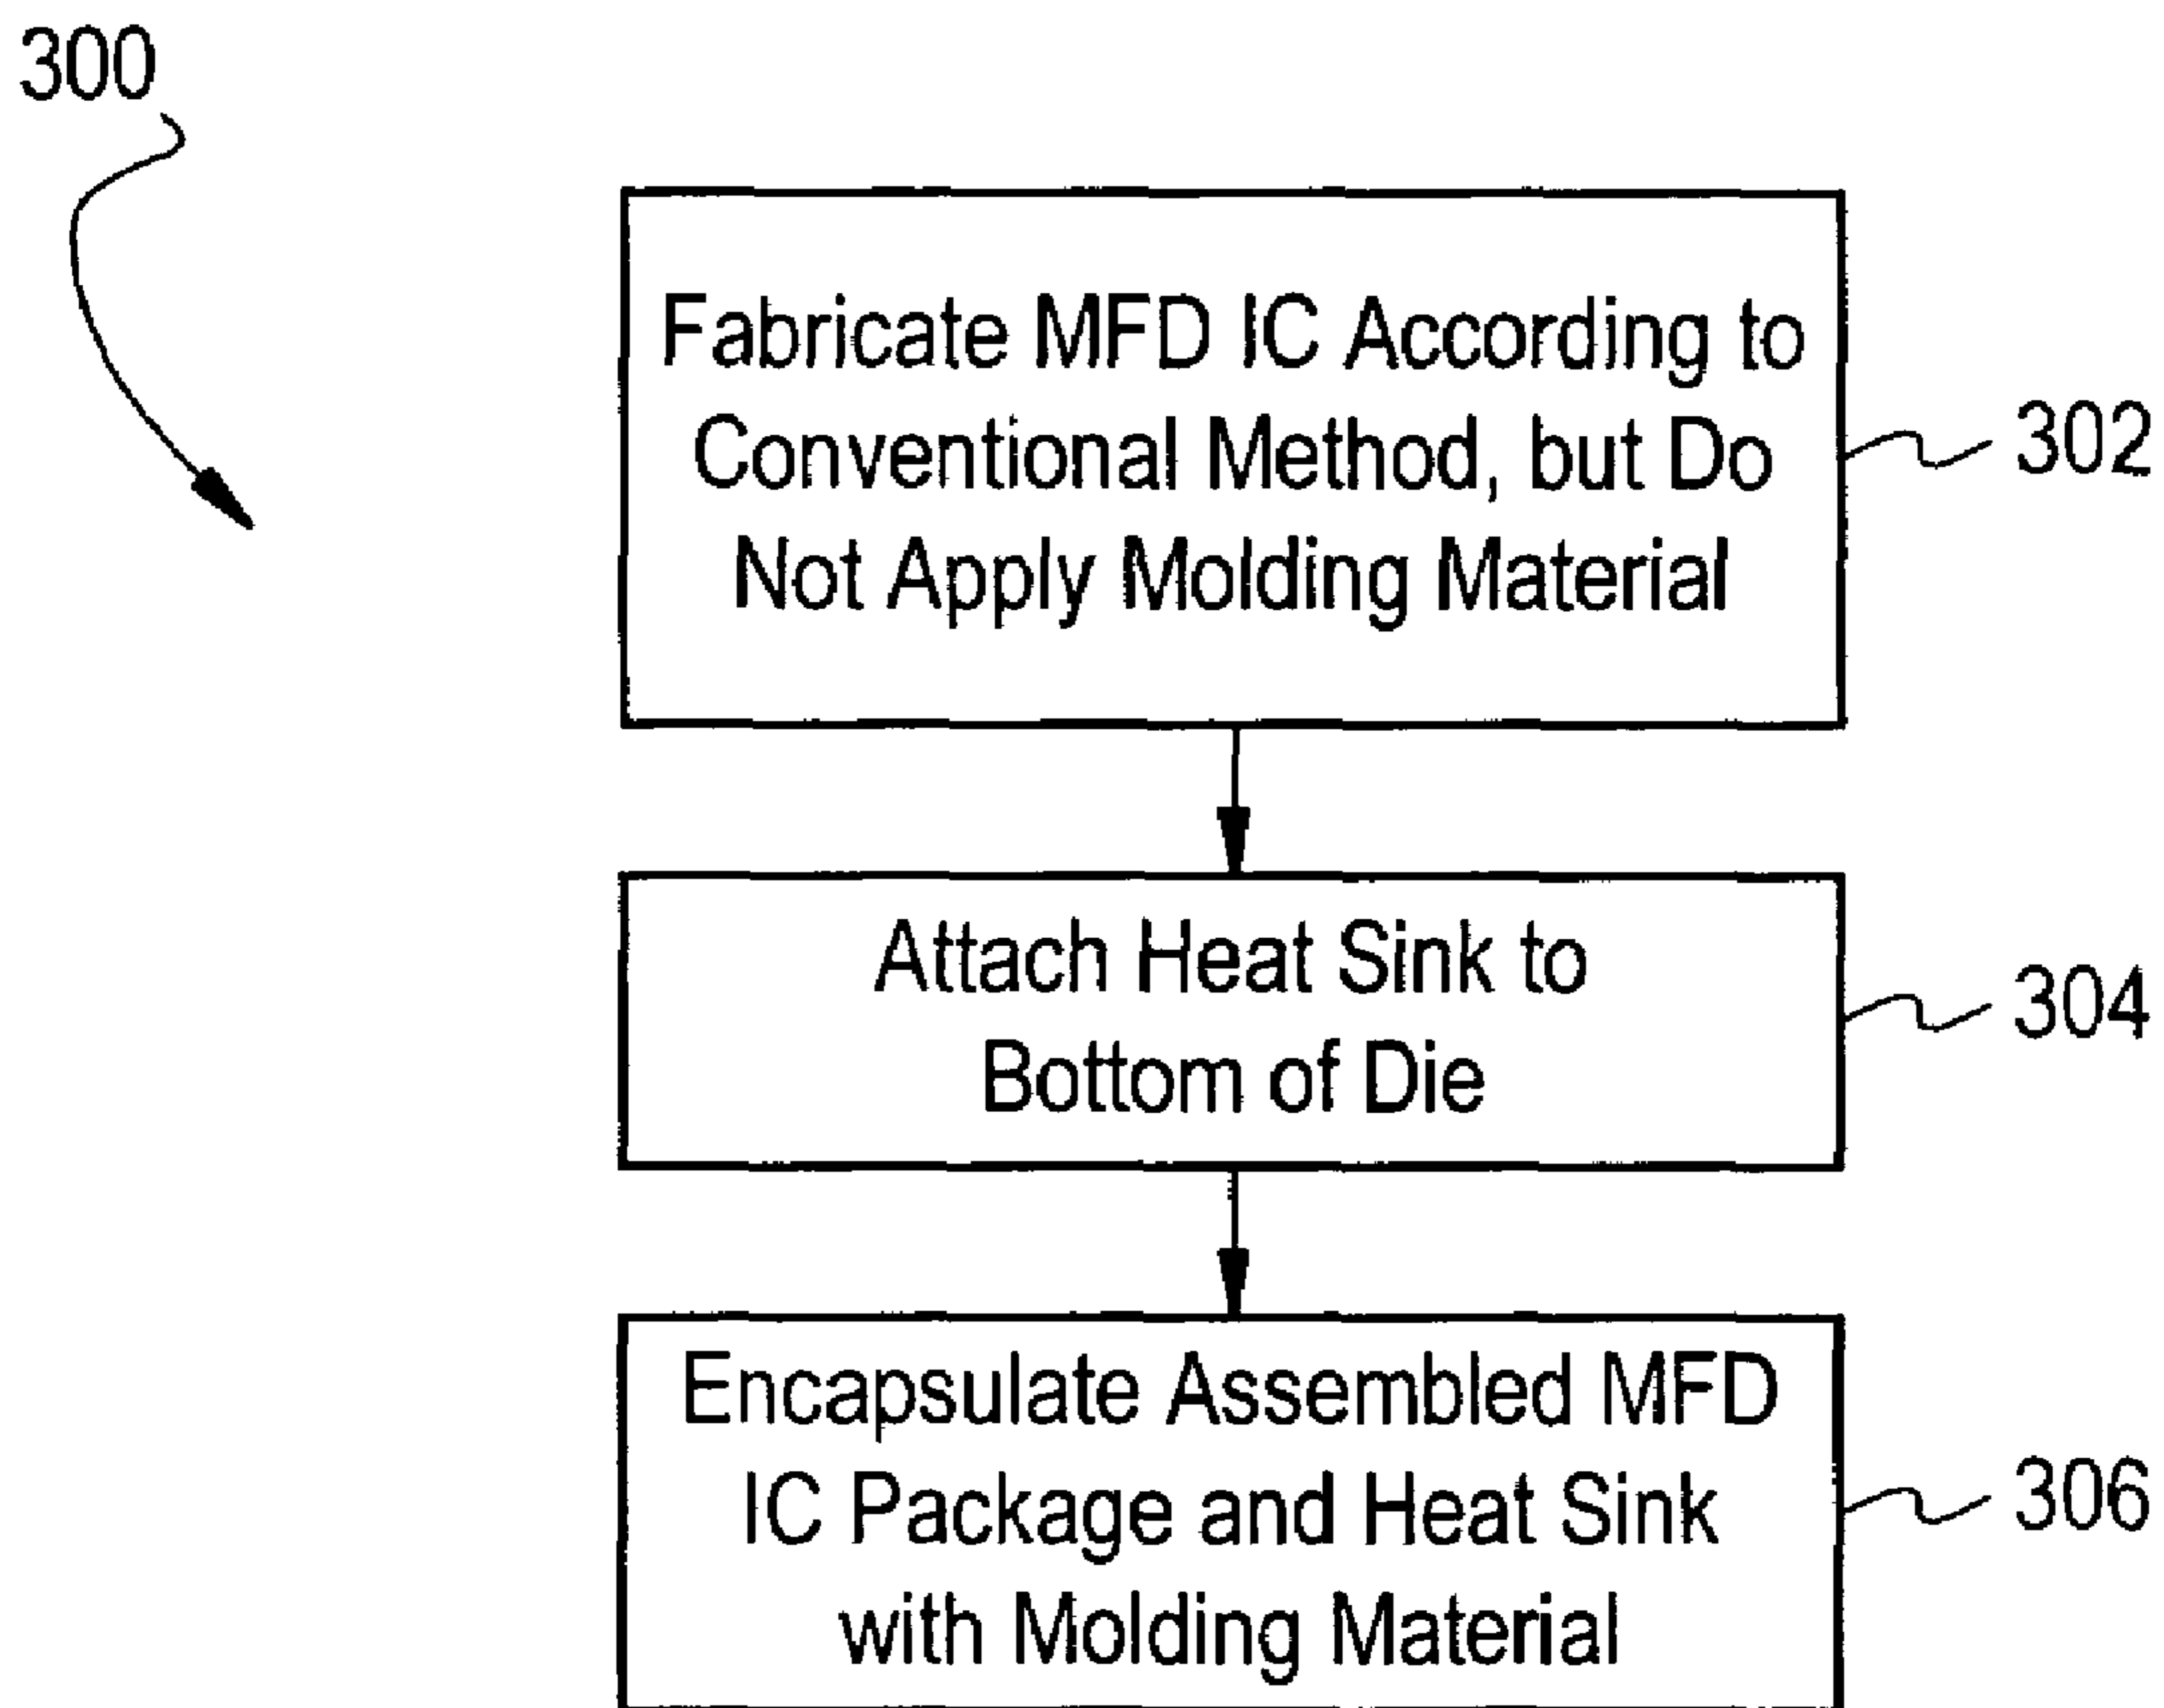 300
Fabricate MFD IC According to
Conventional Method, but Do
Not Apply Molding Material
302
Attach Heat Sink to
Bottom of Die
304
Encapsulate Assembled MFD
IC Package and Heat Sink
with Molding Material
306